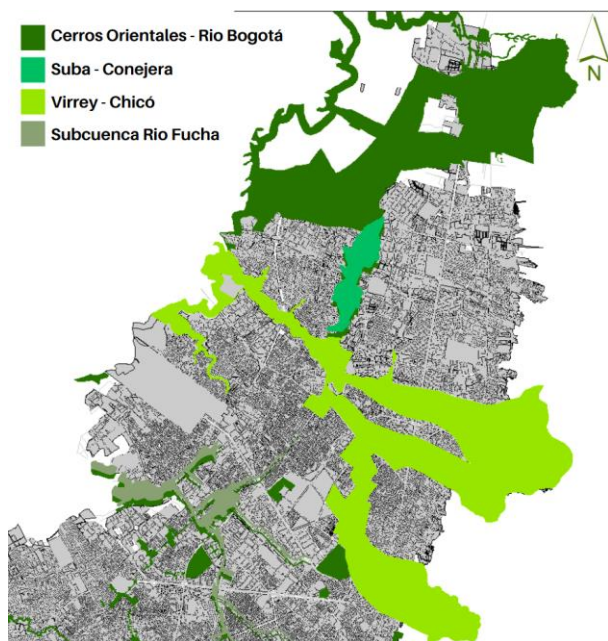 Cerros Orientales - Rio Bogotá
Suba - Conejera
Virrey - Chicó
Subcuenca Rio Fucha
N